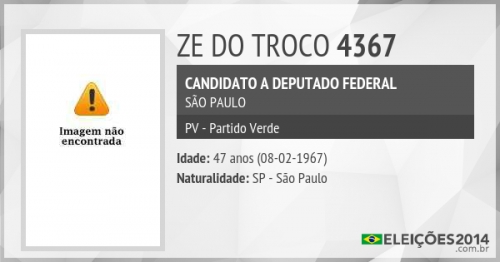 ZE DO TROCO 4367
CANDIDATO A DEPUTADO FEDERAL
SÃO PAULO
PV - Partido Verde
Imagem não
encontrada
Idade: 47 anos (08-02-1967)
Naturalidade: SP - São Paulo
ELEIÇÕES2014
.com.br